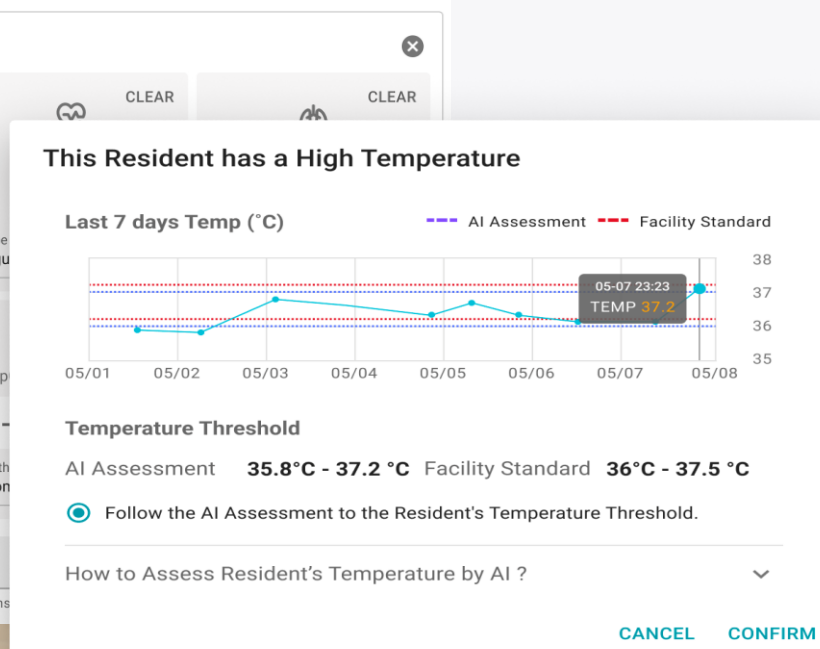 CLEAR CLEAR
This Resident has a High Temperature
Last 7 days Temp (˚C) AI Assessment Facility Standard
38
05-07 23:23
37
TEMP 37.2
36
35
05/01 05/02 05/03 05/04 05/05 05/06 05/07 05/08
Temperature Threshold
AI Assessment 35.8°C - 37.2 °C Facility Standard 36°C - 37.5 °C
Follow the AI Assessment to the Resident's Temperature Threshold.
How to Assess Resident’s Temperature by AI ?
CANCEL CONFIRM